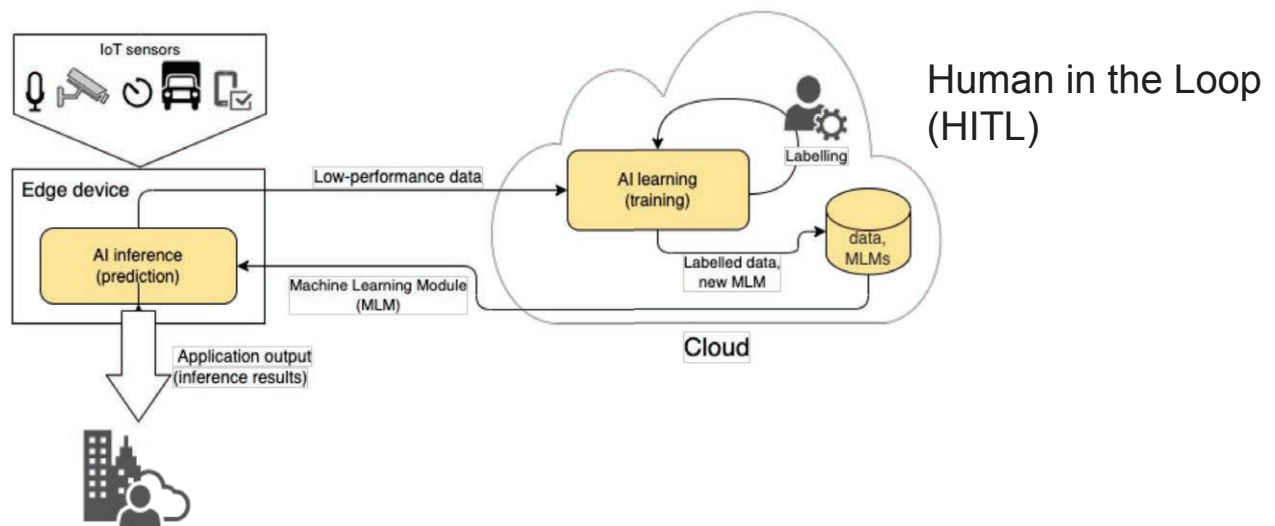 IoT sensors
Human in the Loop
(HITL)
Labelling
Edge device
Low-performance data
AI learning
(training)
AI inference
(prediction)
data,
MLMs
Labelled data,
new MLM
Machine Learning Module
(MLM)
Cloud
Application output
(inference results)